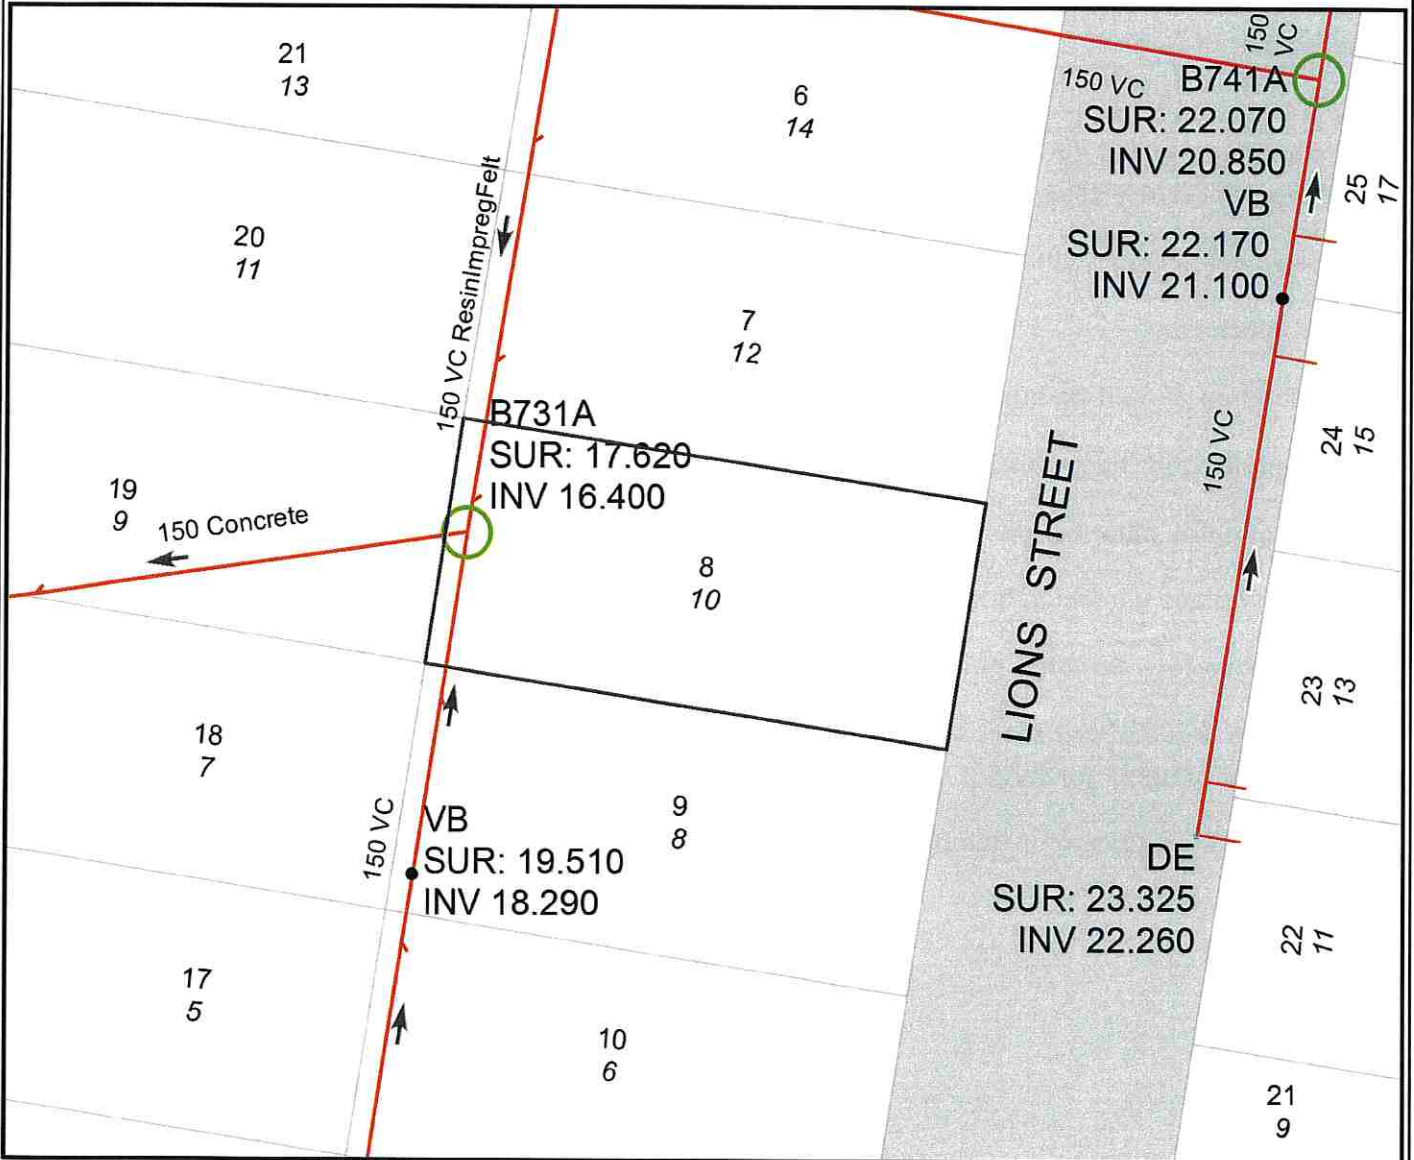 21
13
6
14
150
VC
150 VC
B741A
SUR: 22.070
INV 20.850
VB
SUR: 22.170
INV 21.100
25
17
20
11
150 VC ResinImpregFelt
7
12
B731A
SUR: 17.620
INV 16.400
19
9
150 Concrete
8
10
LIONS STREET
150 VC
24
15
23
13
18
7
150 VC
VB
SUR: 19.510
INV 18.290
9
8
DE
SUR: 23.325
INV 22.260
22
11
17
5
10
6
21
9